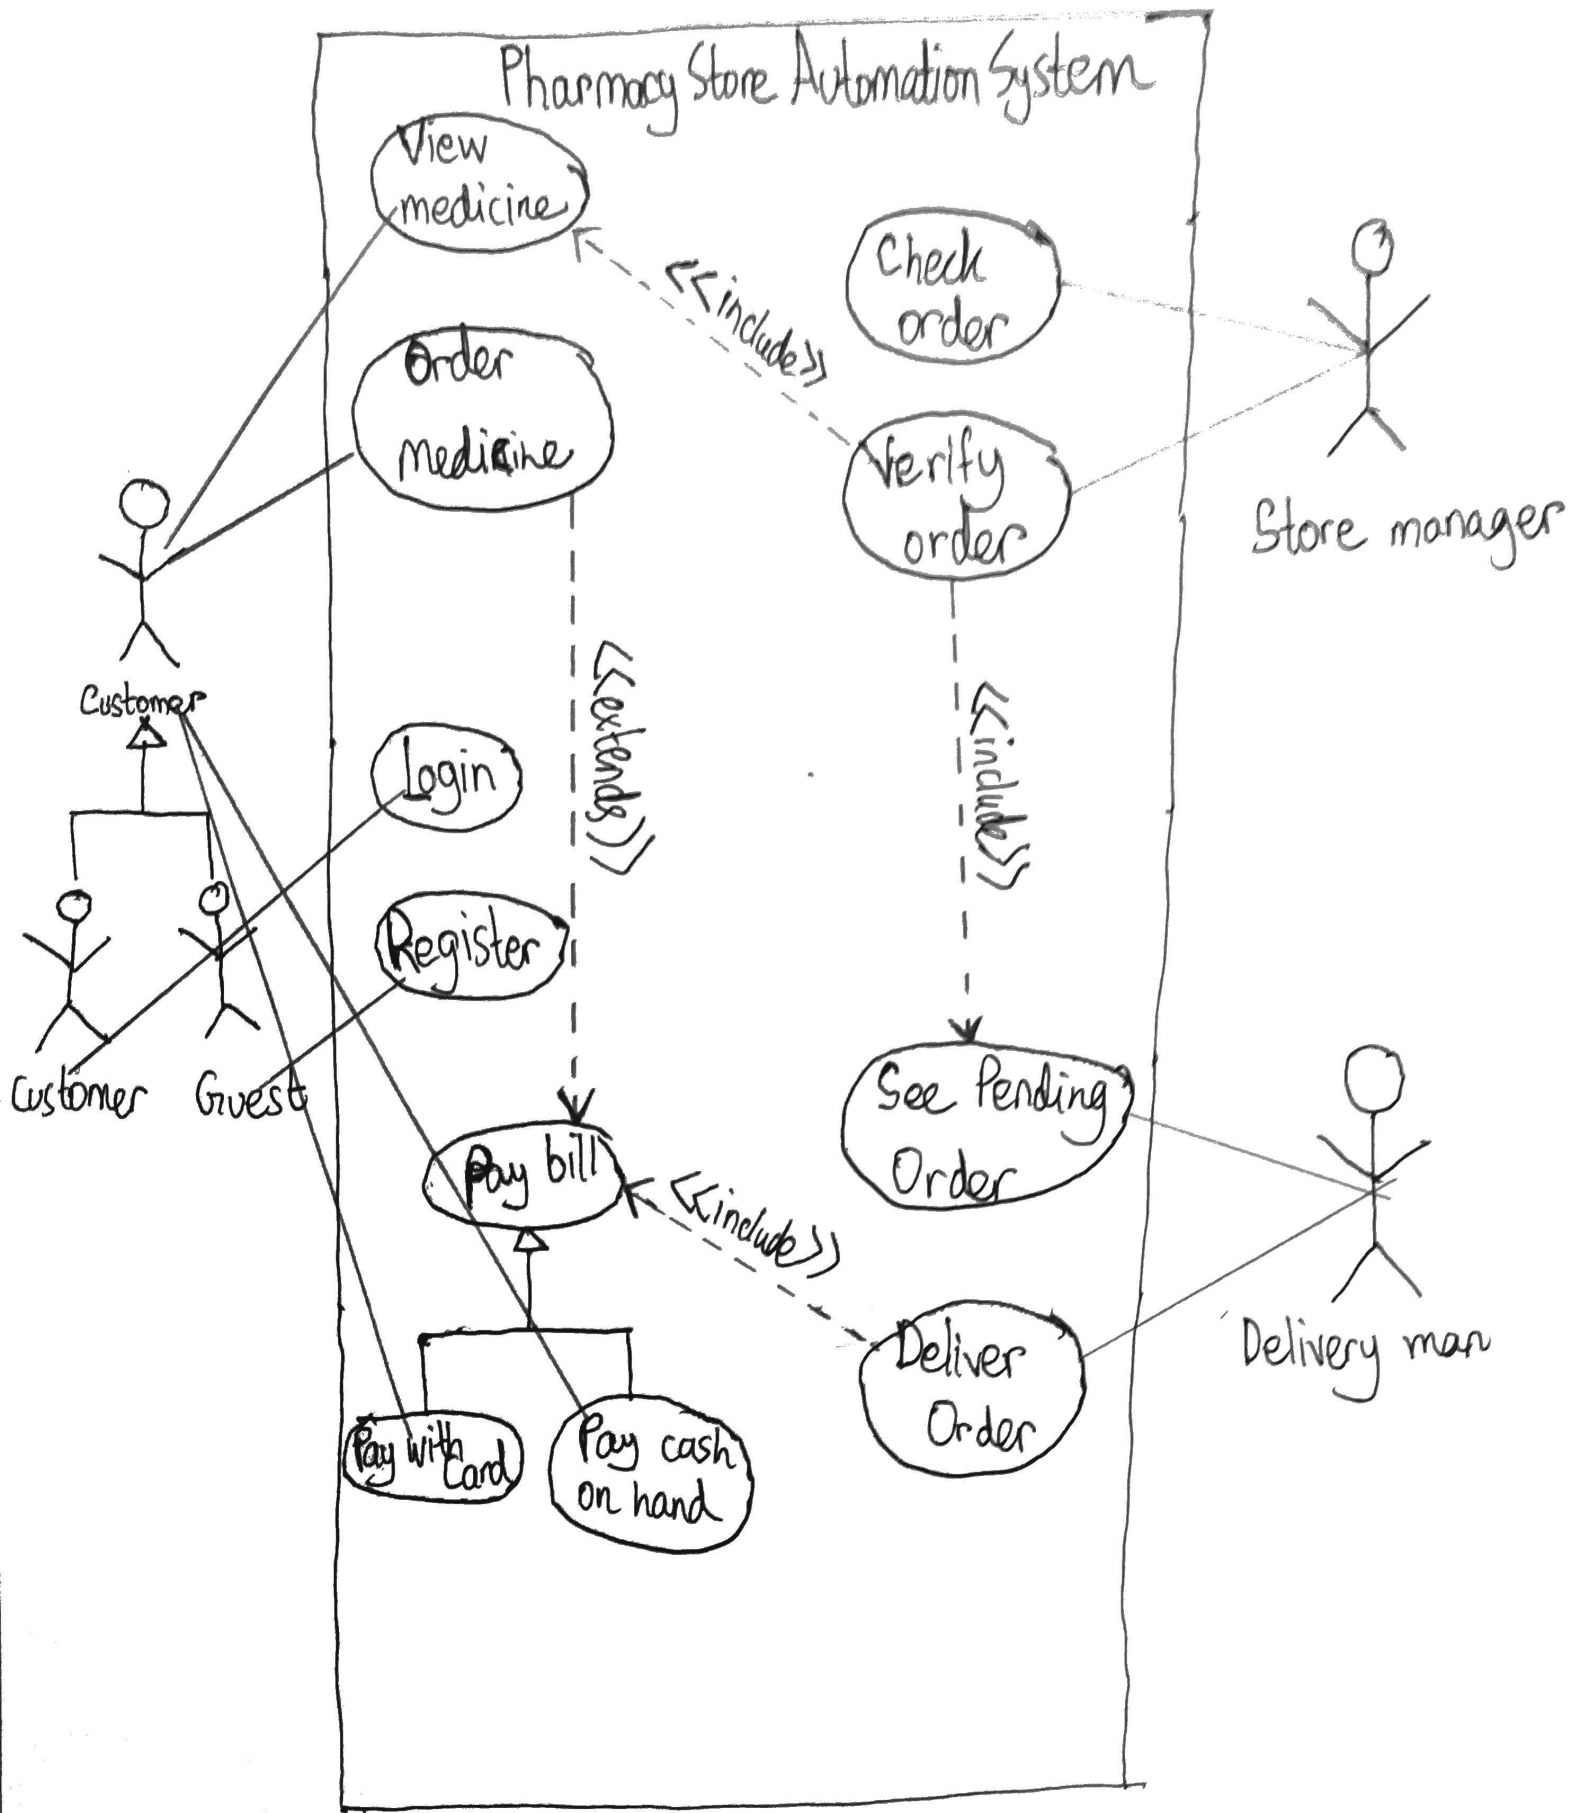 Pharmacy Store Automation System
View
medicine
<<include>>
Check
order
Order
medicine
Verify
order
Store manager
Customer
<<extends>>
<<include>>
Login
Register
Customer
Guest
See Pending
Order
Pay bill
<<include>>
Deliver
Order
Delivery man
Pay with
Card
Pay cash
on hand